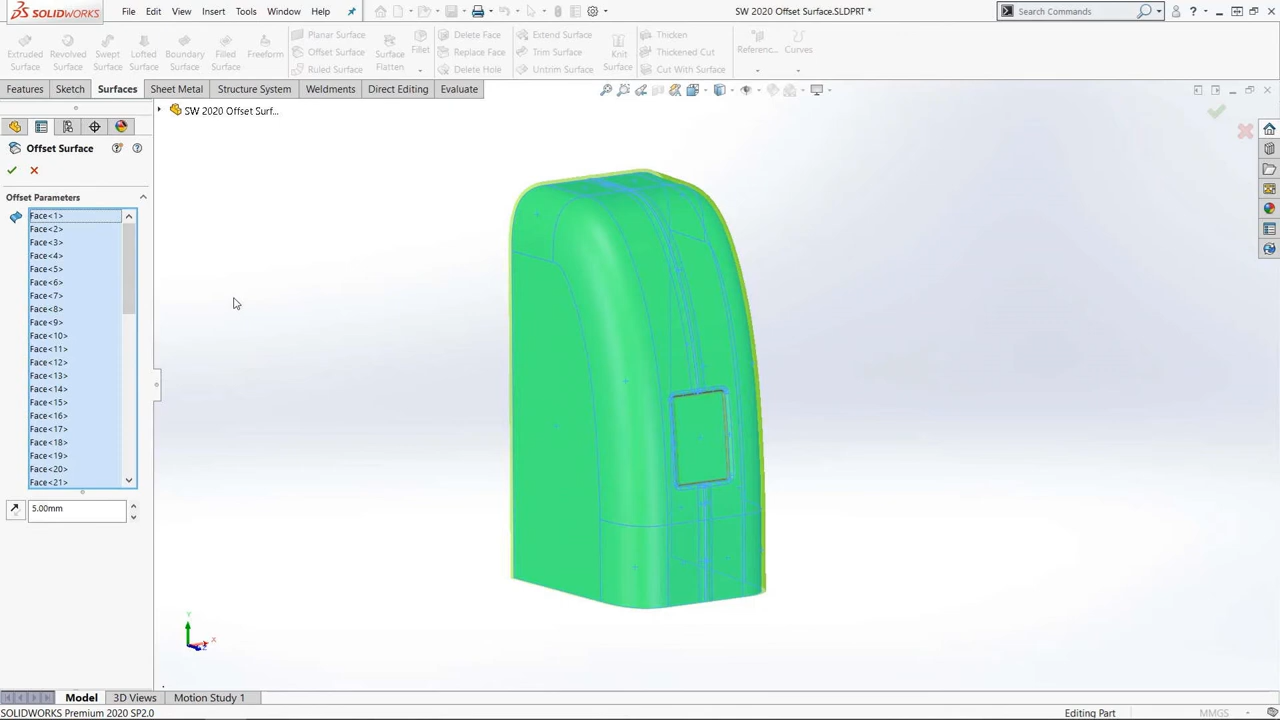 SOLIDWORKS File Edit View Insert Tools Window Help SW 2020 Offset Surface.SLDPRT * Search Commands
Extruded Surface
Revolved Surface
Swept Surface
Lofted Surface
Boundary Surface
Filled Surface
Freeform
Planar Surface
Offset Surface
Ruled Surface
Surface Flatten
Fillet
Delete Face
Replace Face
Delete Hole
Extend Surface
Trim Surface
Untrim Surface
Knit Surface
Thicken
Thickened Cut
Cut With Surface
Referenc...
Curves
Features Sketch Surfaces Sheet Metal Structure System Weldments Direct Editing Evaluate
SW 2020 Offset Surf...
Offset Surface
Offset Parameters
Face<1>
Face<2>
Face<3>
Face<4>
Face<5>
Face<6>
Face<7>
Face<8>
Face<9>
Face<10>
Face<11>
Face<12>
Face<13>
Face<14>
Face<15>
Face<16>
Face<17>
Face<18>
Face<19>
Face<20>
Face<21>
5.00mm
Y
X
Z
Model 3D Views Motion Study 1
SOLIDWORKS Premium 2020 SP2.0 Editing Part MMGS